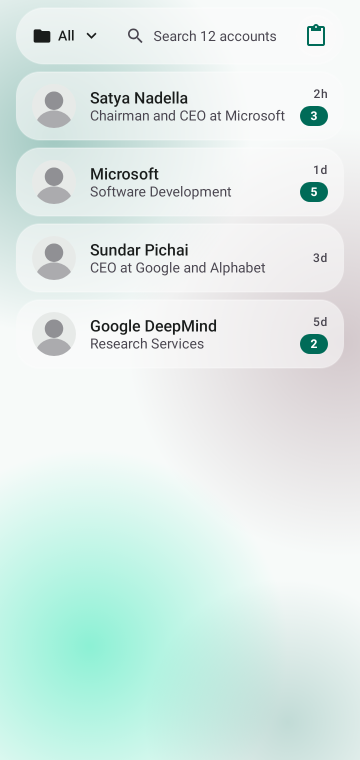 All
Search 12 accounts
Satya Nadella
2h
Chairman and CEO at Microsoft
3
Microsoft
1d
Software Development
5
Sundar Pichai
CEO at Google and Alphabet
3d
Google DeepMind
5d
Research Services
2